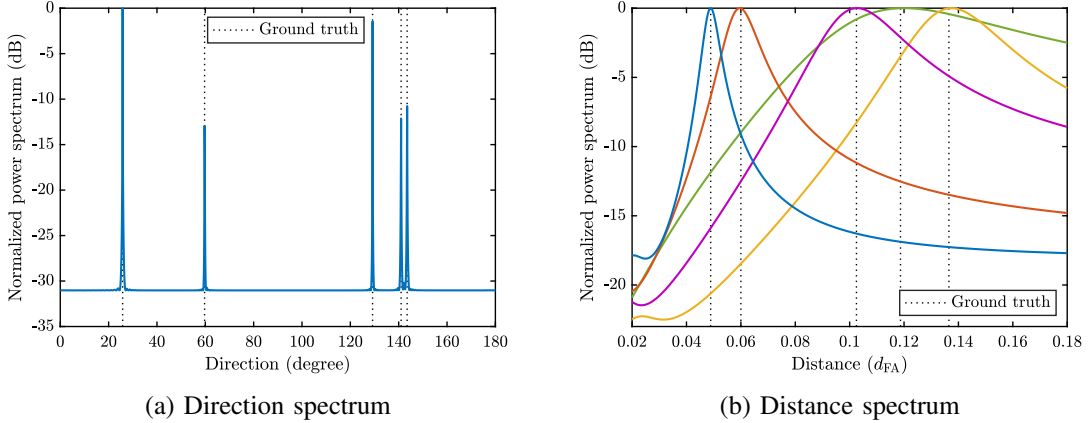 0
-5
-10
-15
-20
-25
-30
-35
Normalized power spectrum (dB)
Ground truth
0 20 40 60 80 100 120 140 160 180
Direction (degree)
(a) Direction spectrum
0
-5
-10
-15
-20
Normalized power spectrum (dB)
Ground truth
0.02 0.04 0.06 0.08 0.1 0.12 0.14 0.16 0.18
Distance (d_FA)
(b) Distance spectrum